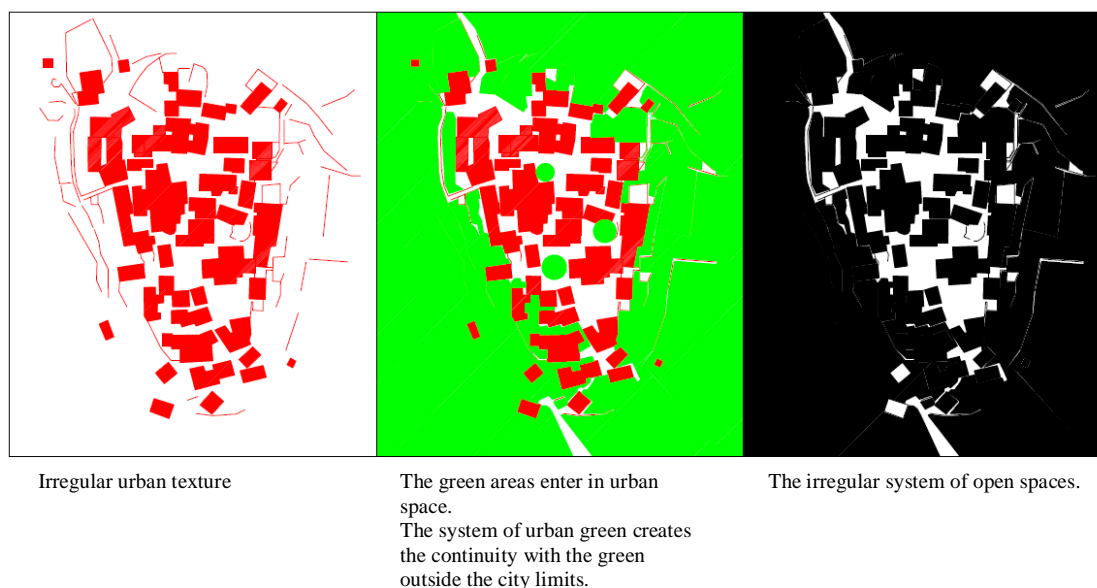 Irregular urban texture
The green areas enter in urban
space.
The system of urban green creates
the continuity with the green
outside the city limits.
The irregular system of open spaces.